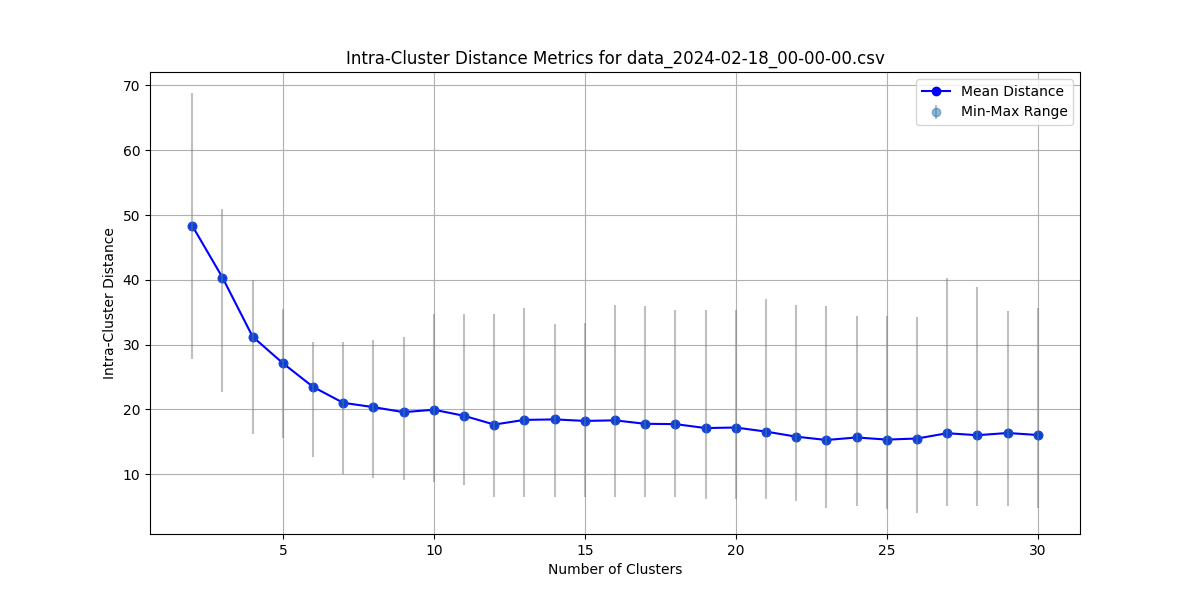 Intra-Cluster Distance Metrics for data_2024-02-18_00-00-00.csv
Mean Distance
Min-Max Range
70
60
50
40
30
20
10
Intra-Cluster Distance
5 10 15 20 25 30
Number of Clusters